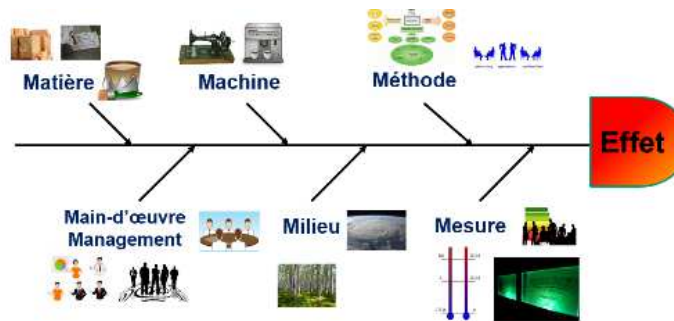 Matière
Machine
Méthode
Effet
Main-d'œuvre
Management
Milieu
Mesure